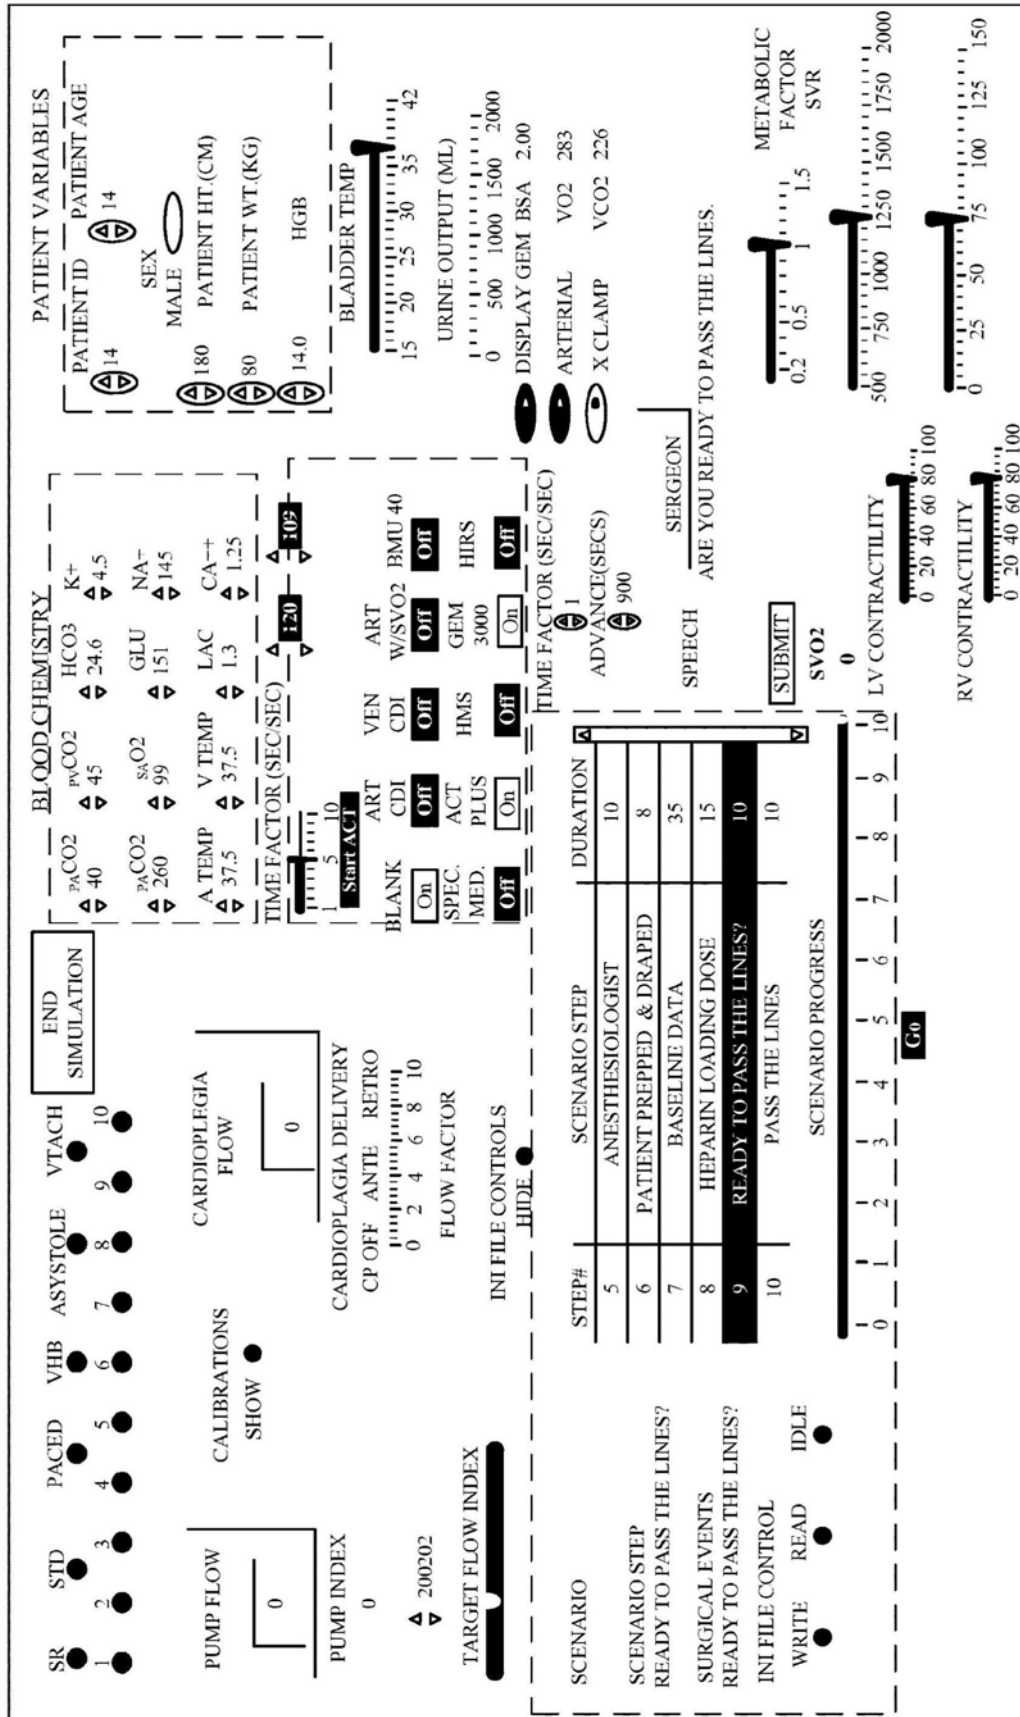 SR STD PACED VHB ASYSTOLE VTACH
1 2 3 4 5 6 7 8 9 10
END
SIMULATION
PUMP FLOW
0
PUMP INDEX
0
200202
TARGET FLOW INDEX
CALIBRATIONS
SHOW
CARDIOPLEGIA
FLOW
0
CARDIOPLAGIA DELIVERY
CP OFF ANTE RETRO
0 2 4 6 8 10
FLOW FACTOR
INI FILE CONTROLS
HIDE
BLOOD CHEMISTRY
PACO2 PVCO2 HCO3 K+
40 45 24.6 4.5
PACO2 SAO2 GLU NA+
260 99 151 145
A TEMP V TEMP LAC CA++
37.5 37.5 1.3 1.25
TIME FACTOR (SEC/SEC)
1 5 10
120 109
Start ACT
BLANK ART CDI VEN CDI ART W/SVO2 BMU 40
On Off Off Off Off
SPEC. MED. ACT PLUS HMS GEM 3000 HIRS
Off On Off On Off
PATIENT VARIABLES
PATIENT ID PATIENT AGE
14 14
SEX
MALE
180 PATIENT HT.(CM)
80 PATIENT WT.(KG)
14.0 HGB
BLADDER TEMP
15 20 25 30 35 42
URINE OUTPUT (ML)
0 500 1000 1500 2000
DISPLAY GEM BSA 2.00
ARTERIAL VO2 283
X CLAMP VCO2 226
TIME FACTOR (SEC/SEC)
1
ADVANCE(SECS)
900
SERGEON
SPEECH
ARE YOU READY TO PASS THE LINES.
SUBMIT
SVO2
0
SCENARIO
SCENARIO STEP
READY TO PASS THE LINES?
SURGICAL EVENTS
READY TO PASS THE LINES?
INI FILE CONTROL
WRITE READ IDLE
STEP# SCENARIO STEP DURATION
5 ANESTHESIOLOGIST 10
6 PATIENT PREPPED & DRAPED 8
7 BASELINE DATA 35
8 HEPARIN LOADING DOSE 15
9 READY TO PASS THE LINES? 10
10 PASS THE LINES 10
SCENARIO PROGRESS
0 1 2 3 4 5 6 7 8 9 10
Go
LV CONTRACTILITY
0 20 40 60 80 100
RV CONTRACTILITY
0 20 40 60 80 100
METABOLIC
FACTOR
SVR
0.2 0.5 1 1.5
500 750 1000 1250 1500 1750 2000
0 25 50 75 100 125 150